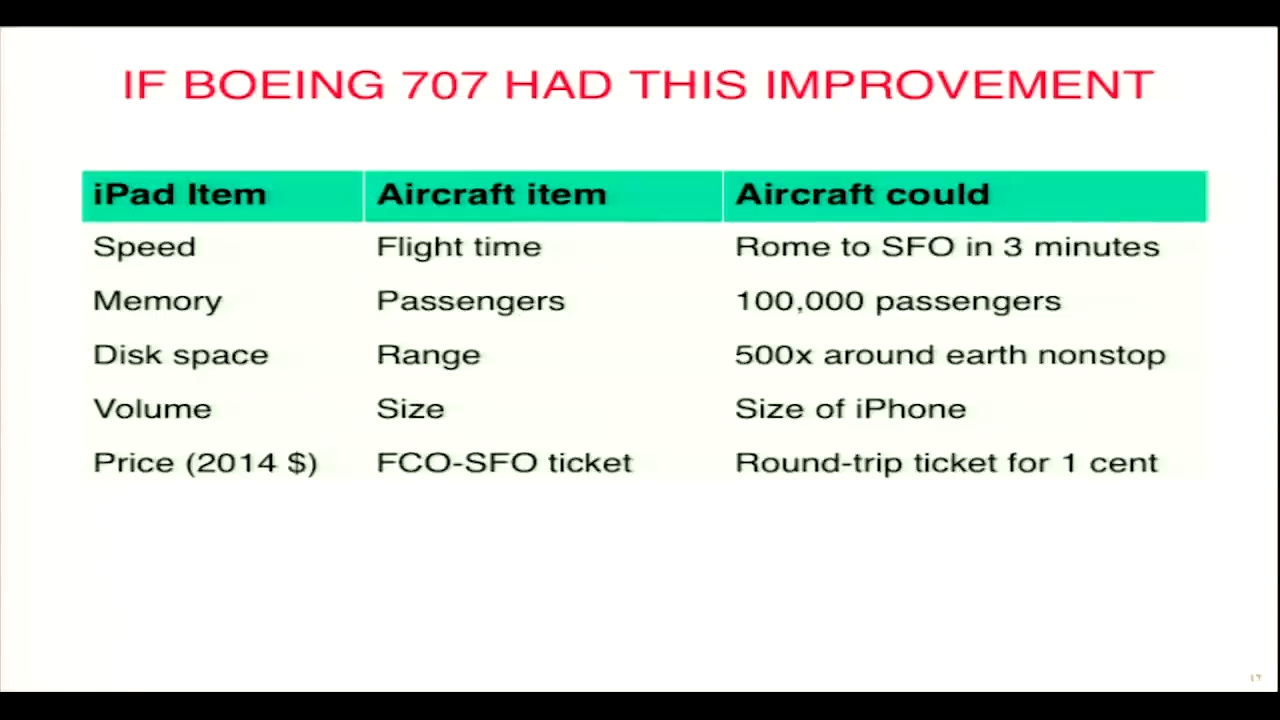 IF BOEING 707 HAD THIS IMPROVEMENT
iPad Item Aircraft item Aircraft could
Speed Flight time Rome to SFO in 3 minutes
Memory Passengers 100,000 passengers
Disk space Range 500x around earth nonstop
Volume Size Size of iPhone
Price (2014 $) FCO-SFO ticket Round-trip ticket for 1 cent
17